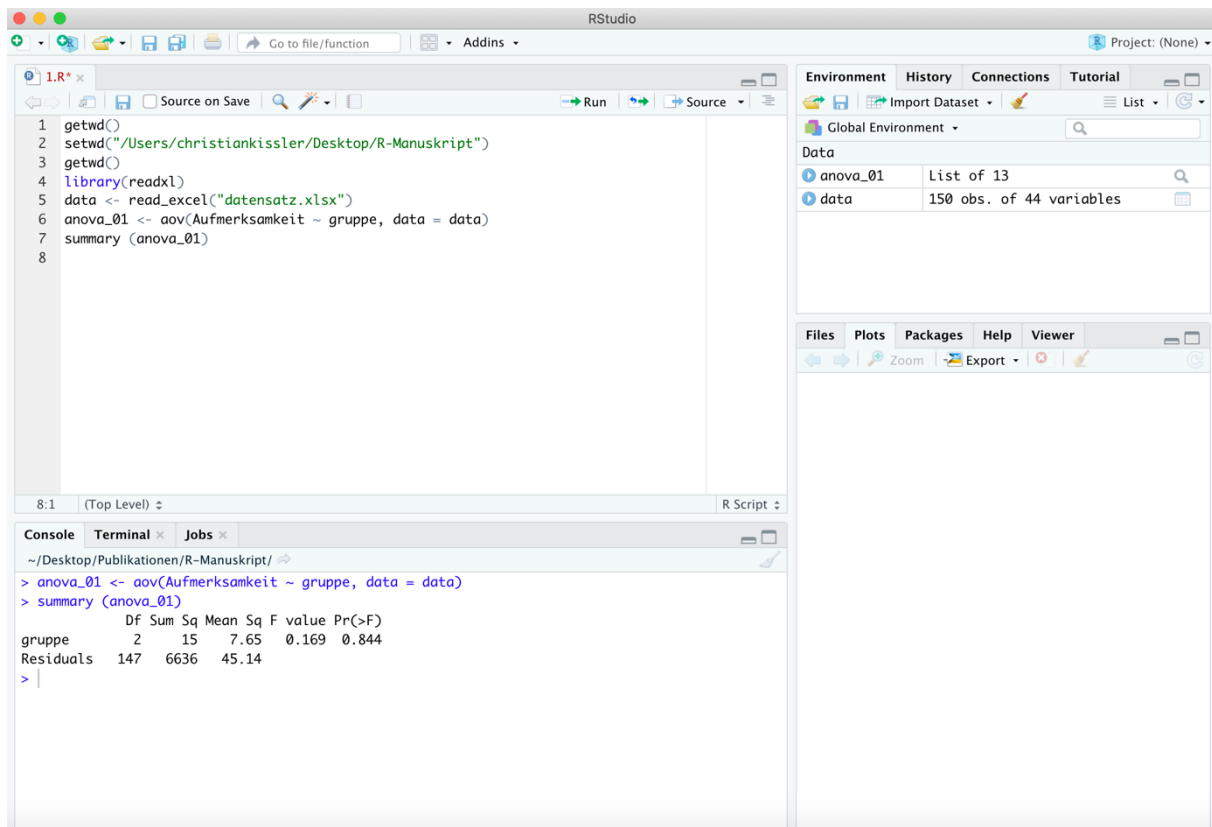 RStudio
Go to file/function
Addins
Project: (None)
1.R*
Source on Save
Run
Source
1 getwd()
2 setwd("/Users/christiankissler/Desktop/R-Manuskript")
3 getwd()
4 library(readxl)
5 data <- read_excel("datensatz.xlsx")
6 anova_01 <- aov(Aufmerksamkeit ~ gruppe, data = data)
7 summary (anova_01)
8
8:1 (Top Level) R Script
Console Terminal Jobs
~/Desktop/Publikationen/R-Manuskript/
> anova_01 <- aov(Aufmerksamkeit ~ gruppe, data = data)
> summary (anova_01)
Df Sum Sq Mean Sq F value Pr(>F)
gruppe 2 15 7.65 0.169 0.844
Residuals 147 6636 45.14
>
Environment History Connections Tutorial
Import Dataset List
Global Environment
Data
anova_01 List of 13
data 150 obs. of 44 variables
Files Plots Packages Help Viewer
Zoom Export